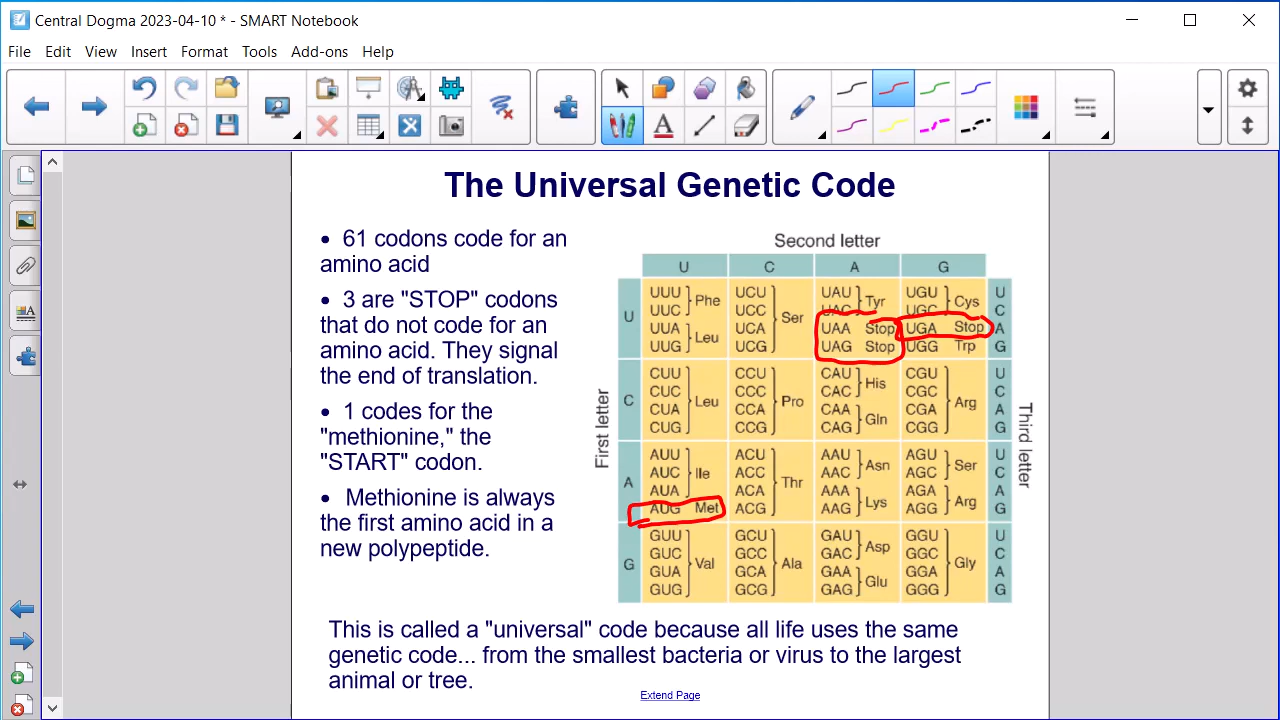 Central Dogma 2023-04-10 * - SMART Notebook
File Edit View Insert Format Tools Add-ons Help
The Universal Genetic Code
• 61 codons code for an
amino acid
• 3 are "STOP" codons
that do not code for an
amino acid. They signal
the end of translation.
• 1 codes for the
"methionine," the
"START" codon.
• Methionine is always
the first amino acid in a
new polypeptide.
Second letter
U C A G
First letter
Third letter
U
UUU UCU UAU UGU U
Phe Tyr Cys
UUC UCC UAC UGC C
Ser
UUA UCA UAA Stop UGA Stop A
Leu
UUG UCG UAG Stop UGG Trp G
C
CUU CCU CAU CGU U
His
CUC CCC CAC CGC C
Leu Pro Arg
CUA CCA CAA CGA A
Gln
CUG CCG CAG CGG G
A
AUU ACU AAU AGU U
Asn Ser
AUC Ile ACC AAC AGC C
Thr
AUA ACA AAA AGA A
Lys Arg
AUG Met ACG AAG AGG G
G
GUU GCU GAU GGU U
Asp
GUC GCC GAC GGC C
Val Ala Gly
GUA GCA GAA GGA A
Glu
GUG GCG GAG GGG G
This is called a "universal" code because all life uses the same
genetic code... from the smallest bacteria or virus to the largest
animal or tree.
Extend Page